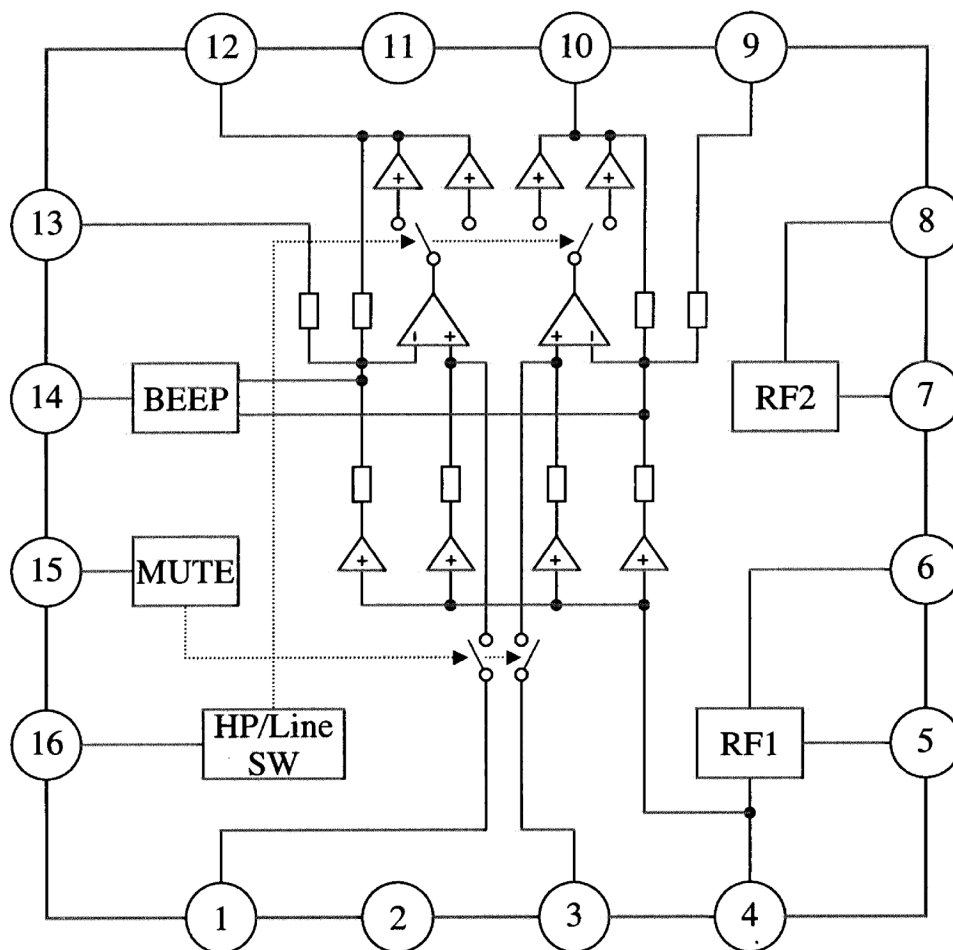 12 11 10 9
+ + + +
13 8
- + + -
14 BEEP RF2 7
+ + + +
15 MUTE 6
16 HP/Line
SW
RF1 5
1 2 3 4